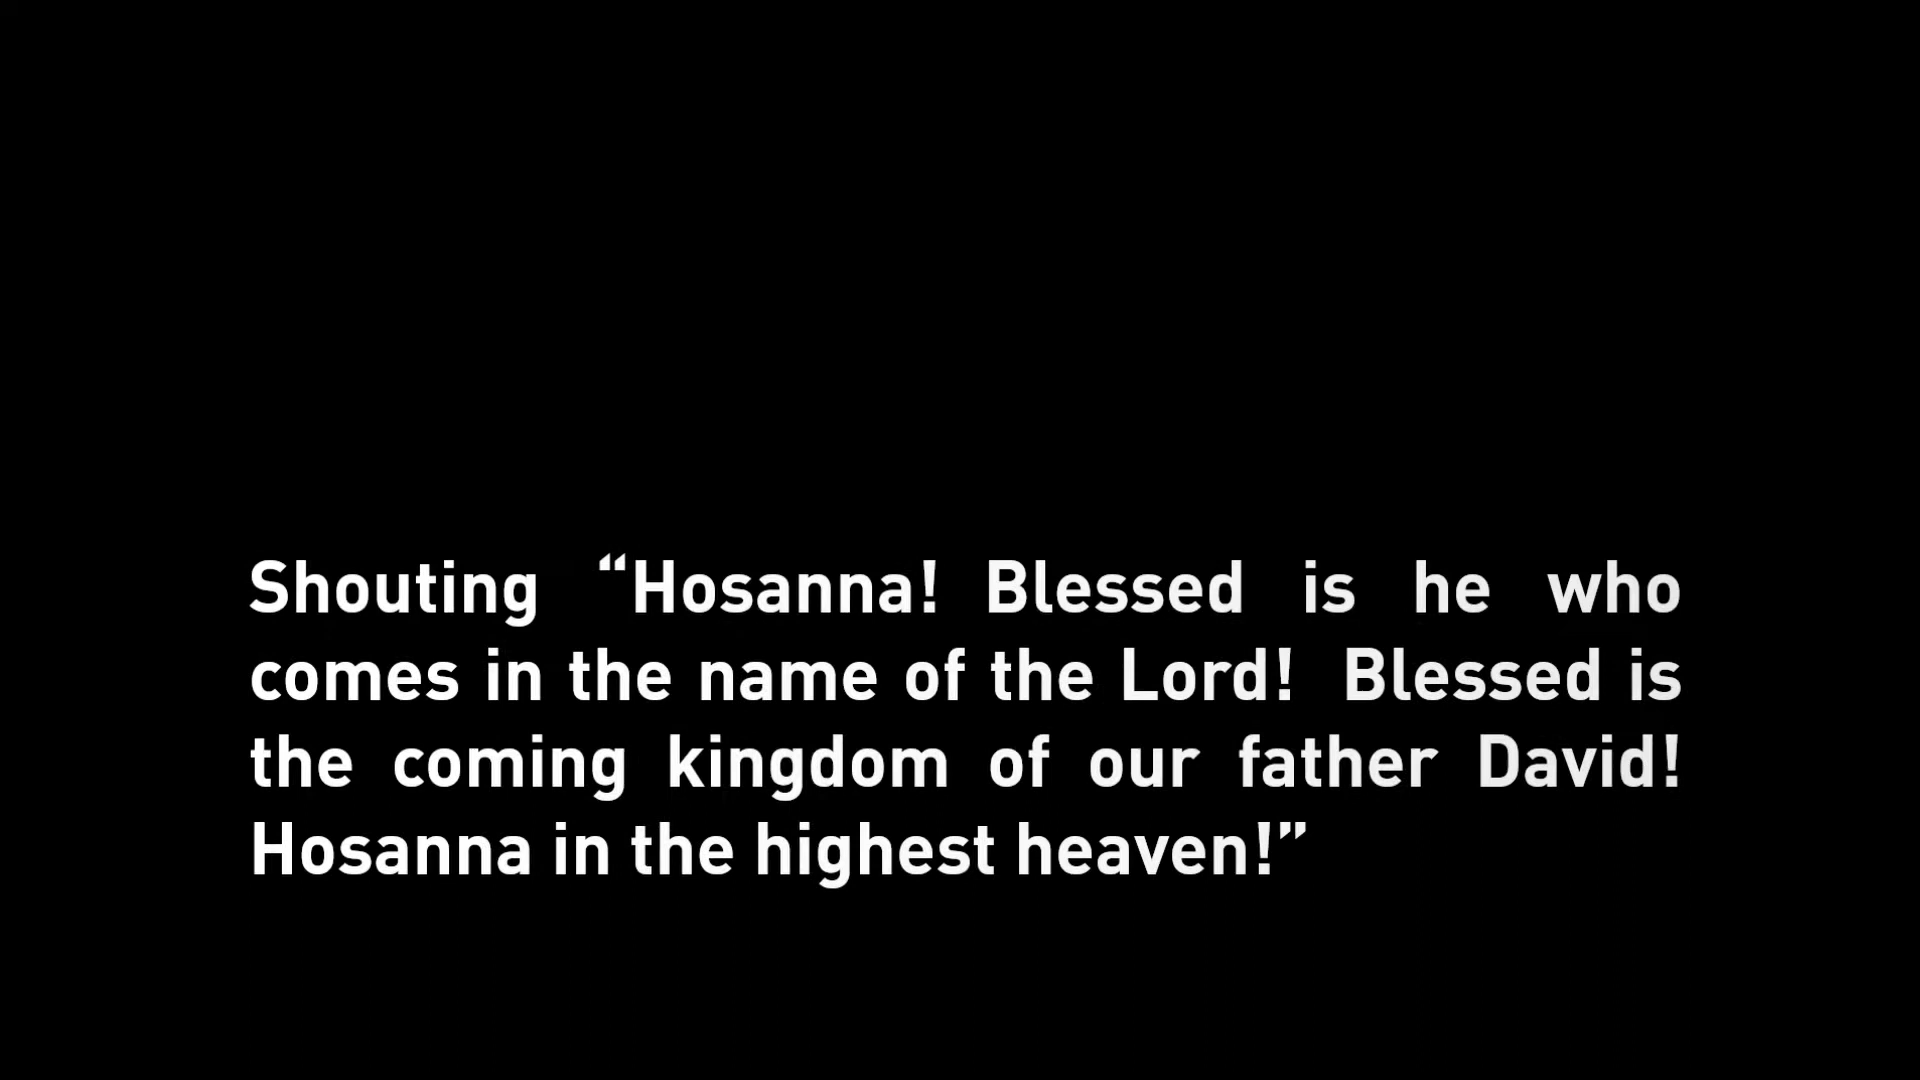 Shouting “Hosanna! Blessed is he who
comes in the name of the Lord! Blessed is
the coming kingdom of our father David!
Hosanna in the highest heaven!”